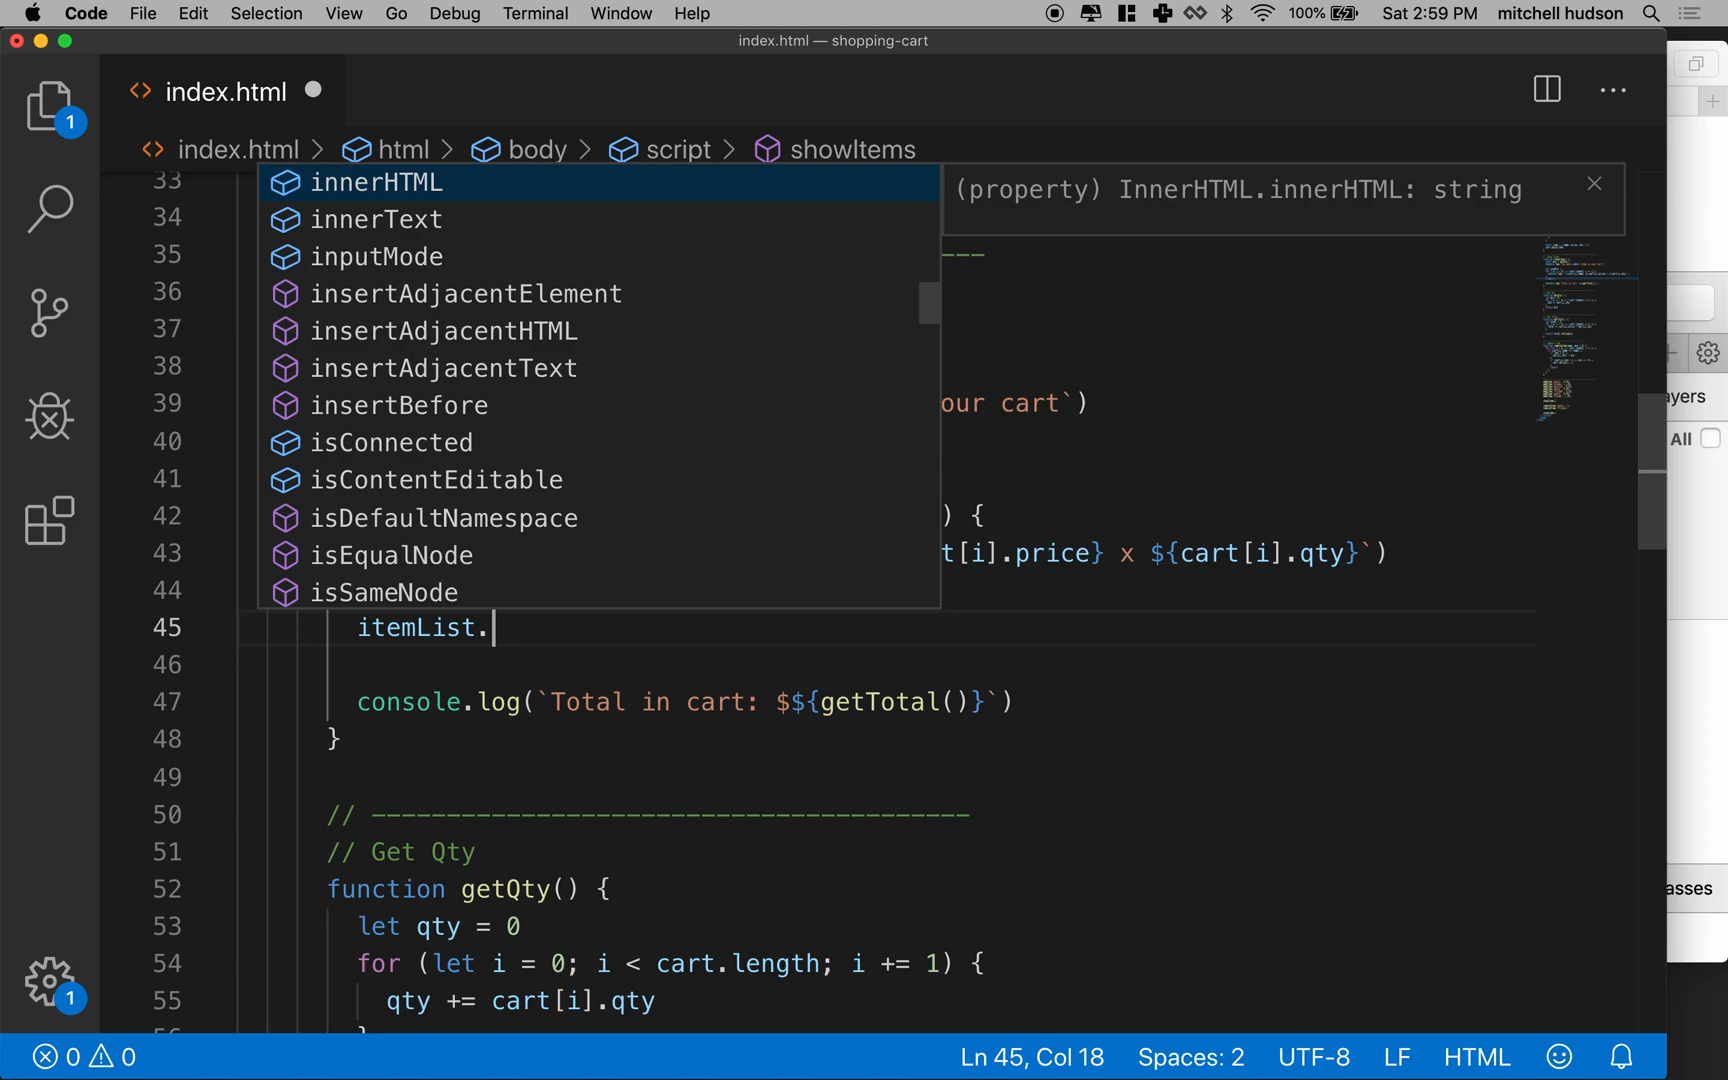 Code File Edit Selection View Go Debug Terminal Window Help 100% Sat 2:59 PM mitchell hudson
index.html — shopping-cart
index.html
index.html > html > body > script > showItems
1
33
innerHTML
(property) InnerHTML.innerHTML: string
34
innerText
35
inputMode
---
36
insertAdjacentElement
37
insertAdjacentHTML
38
insertAdjacentText
39
insertBefore
our cart`)
ayers
40
isConnected
All
41
isContentEditable
42
isDefaultNamespace
) {
43
isEqualNode
t[i].price} x ${cart[i].qty}`)
44
isSameNode
45 itemList.
46
47 console.log(`Total in cart: $${getTotal()}`)
48 }
49
50 // ----------------------------------------
51 // Get Qty
asses
52 function getQty() {
53 let qty = 0
54 for (let i = 0; i < cart.length; i += 1) {
55 qty += cart[i].qty
1
0 0 Ln 45, Col 18 Spaces: 2 UTF-8 LF HTML